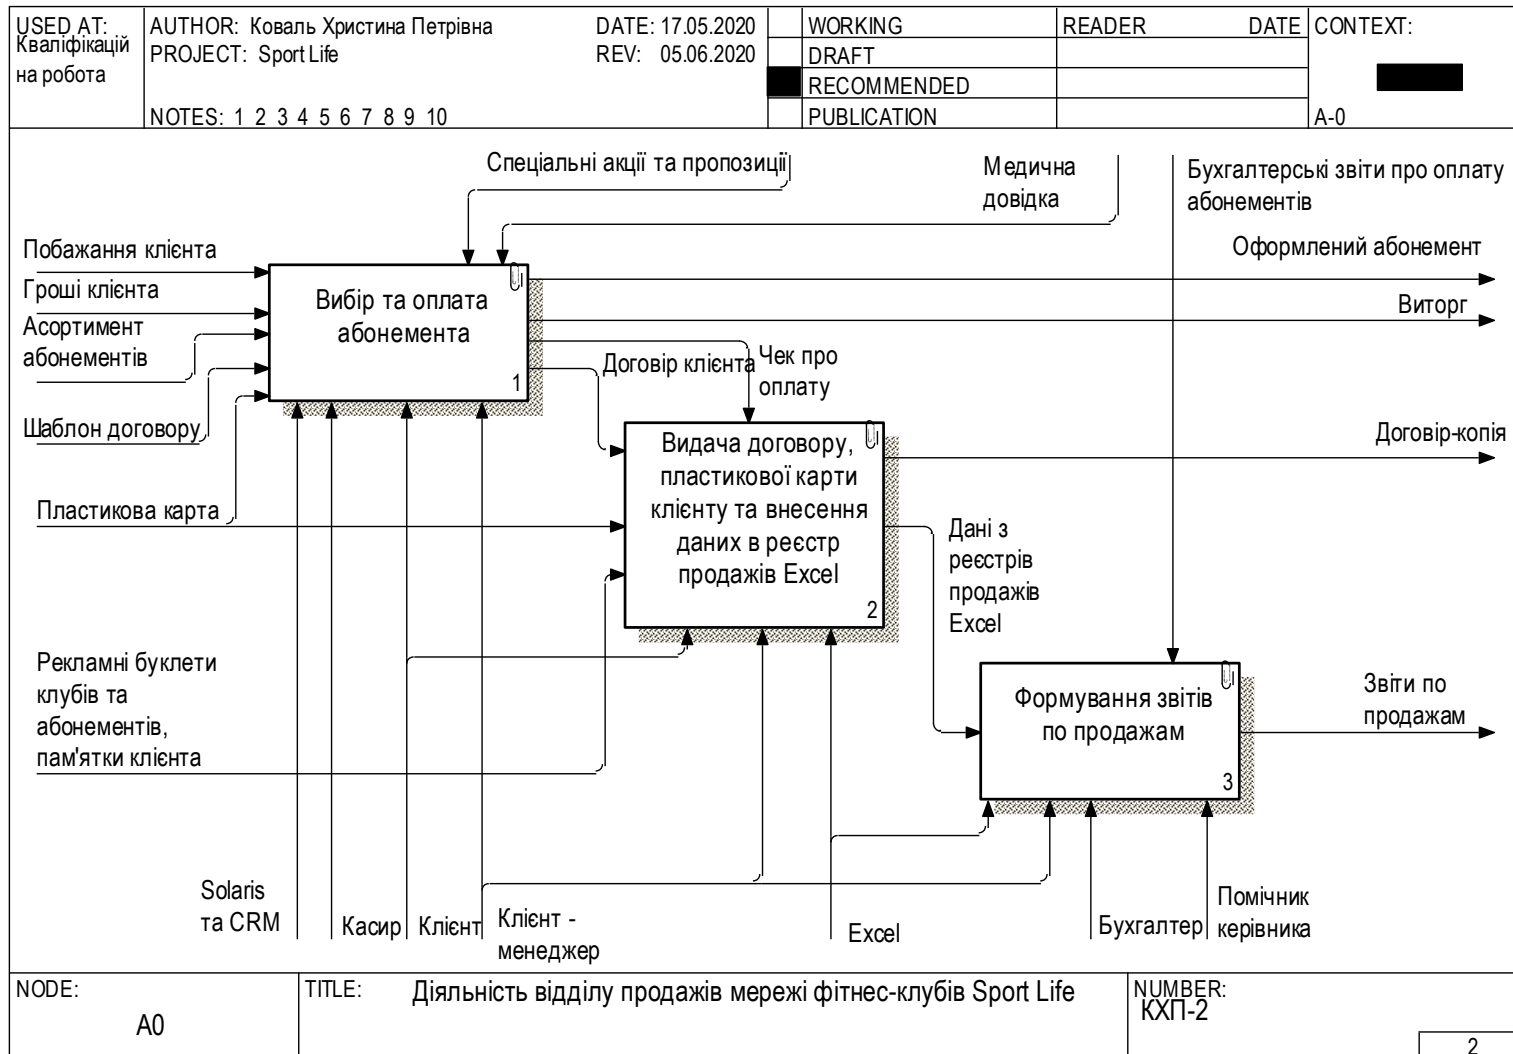 USED AT:
Кваліфікацій
на робота
AUTHOR: Коваль Христина Петрівна
DATE: 17.05.2020
PROJECT: Sport Life
REV: 05.06.2020
NOTES: 1 2 3 4 5 6 7 8 9 10
WORKING
DRAFT
RECOMMENDED
PUBLICATION
READER
DATE
CONTEXT:
A-0
Спеціальні акції та пропозиції
Медична
довідка
Бухгалтерські звіти про оплату
абонементів
Побажання клієнта
Гроші клієнта
Асортимент
абонементів
Шаблон договору
Пластикова карта
Рекламні буклети
клубів та
абонементів,
пам'ятки клієнта
Вибір та оплата
абонемента
1
Оформлений абонемент
Виторг
Договір клієнта
Чек про
оплату
Видача договору,
пластикової карти
клієнту та внесення
даних в реєстр
продажів Excel
2
Договір-копія
Дані з
реєстрів
продажів
Excel
Формування звітів
по продажам
3
Звіти по
продажам
Solaris
та CRM
Касир
Клієнт
Клієнт -
менеджер
Excel
Бухгалтер
Помічник
керівника
NODE:
A0
TITLE:
Діяльність відділу продажів мережі фітнес-клубів Sport Life
NUMBER:
КХП-2
2